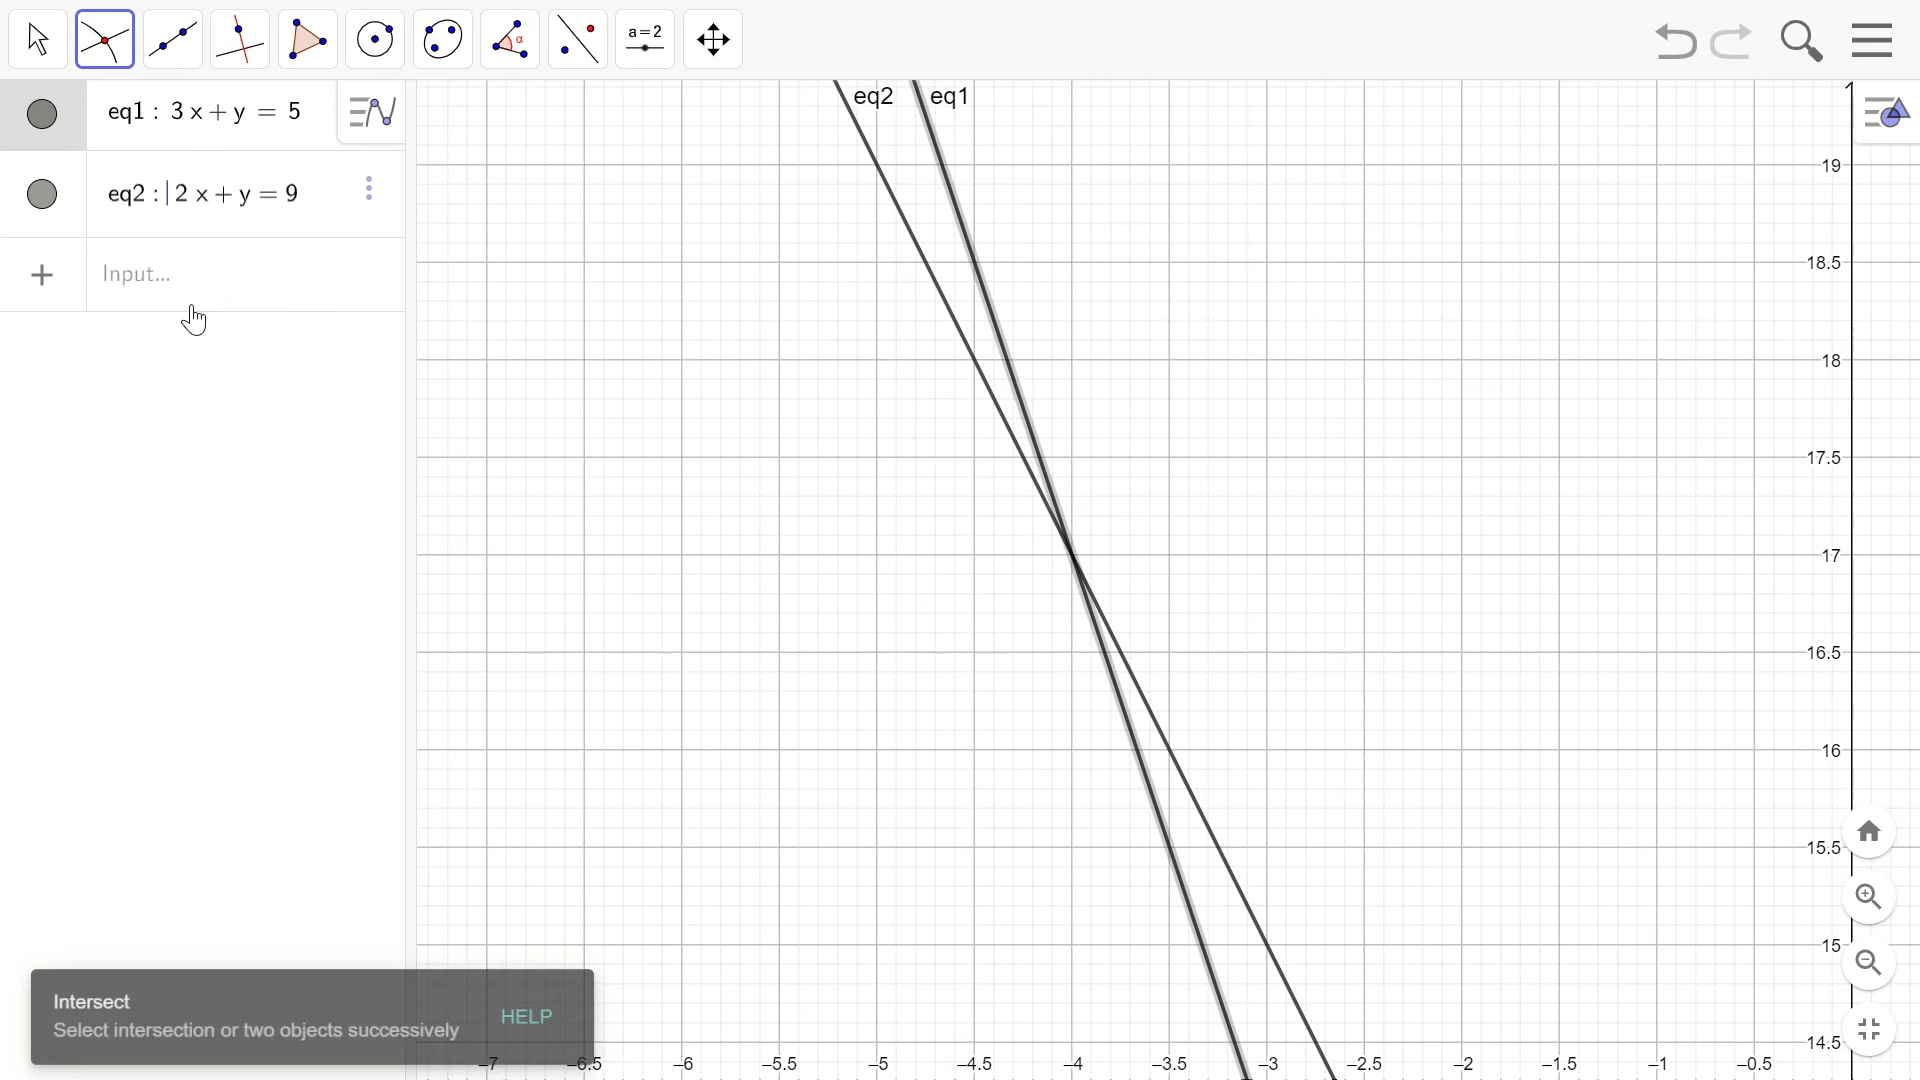 α
a=2
eq1 : 3 x + y = 5
eq2 : 2 x + y = 9
Input...
eq2
eq1
19
18.5
18
17.5
17
16.5
16
15.5
15
14.5
Intersect
Select intersection or two objects successively
HELP
–7 –6.5 –6 –5.5 –5 –4.5 –4 –3.5 –3 –2.5 –2 –1.5 –1 –0.5